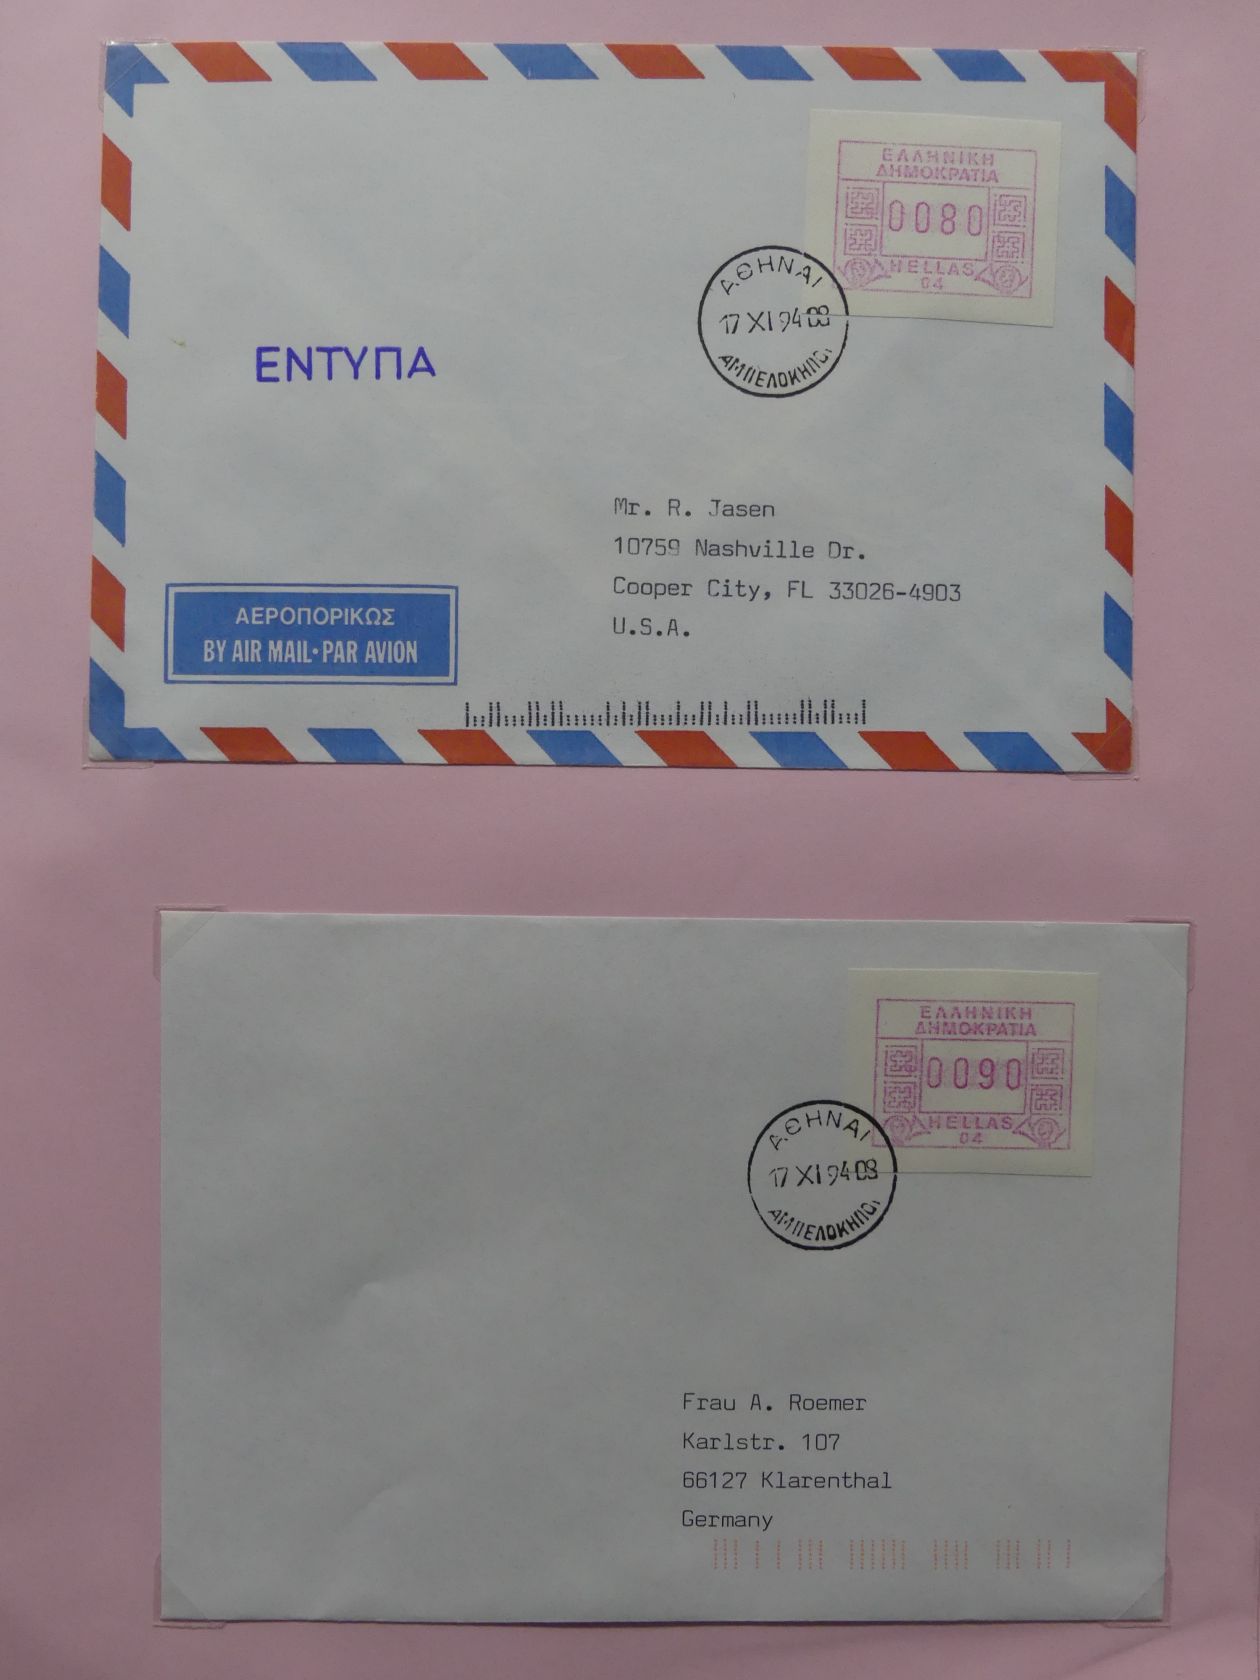 ΕΛΛΗΝΙΚΗ
ΔΗΜΟΚΡΑΤΙΑ
0080
HELLAS
04
ΑΘΗΝΑΙ
17 XI 94 08
ΑΜΠΕΛΟΚΗΠΟΙ
ΕΝΤΥΠΑ
Mr. R. Jasen
10759 Nashville Dr.
Cooper City, FL 33026-4903
U.S.A.
ΑΕΡΟΠΟΡΙΚΩΣ
BY AIR MAIL•PAR AVION
ΕΛΛΗΝΙΚΗ
ΔΗΜΟΚΡΑΤΙΑ
0090
HELLAS
04
ΑΘΗΝΑΙ
17 XI 94 08
ΑΜΠΕΛΟΚΗΠΟΙ
Frau A. Roemer
Karlstr. 107
66127 Klarenthal
Germany